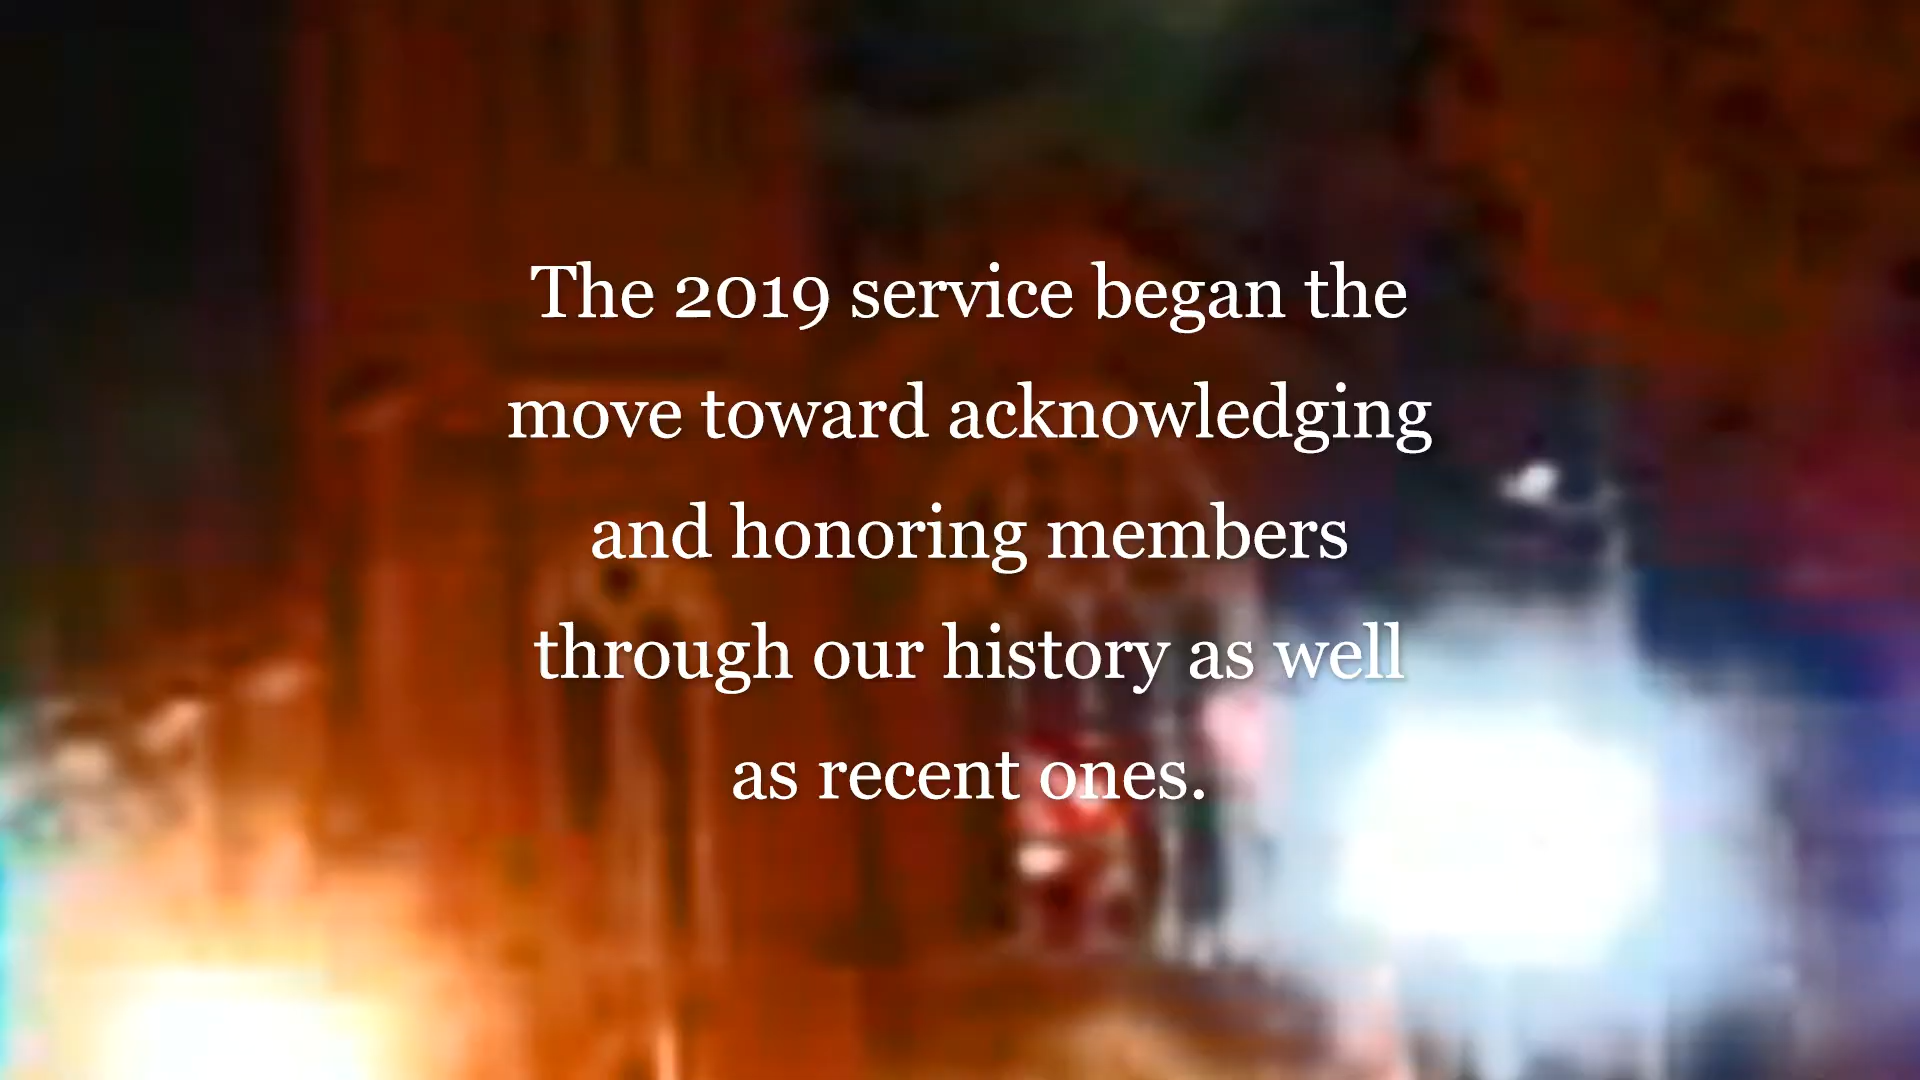 The 2019 service began the
move toward acknowledging
and honoring members
through our history as well
as recent ones.